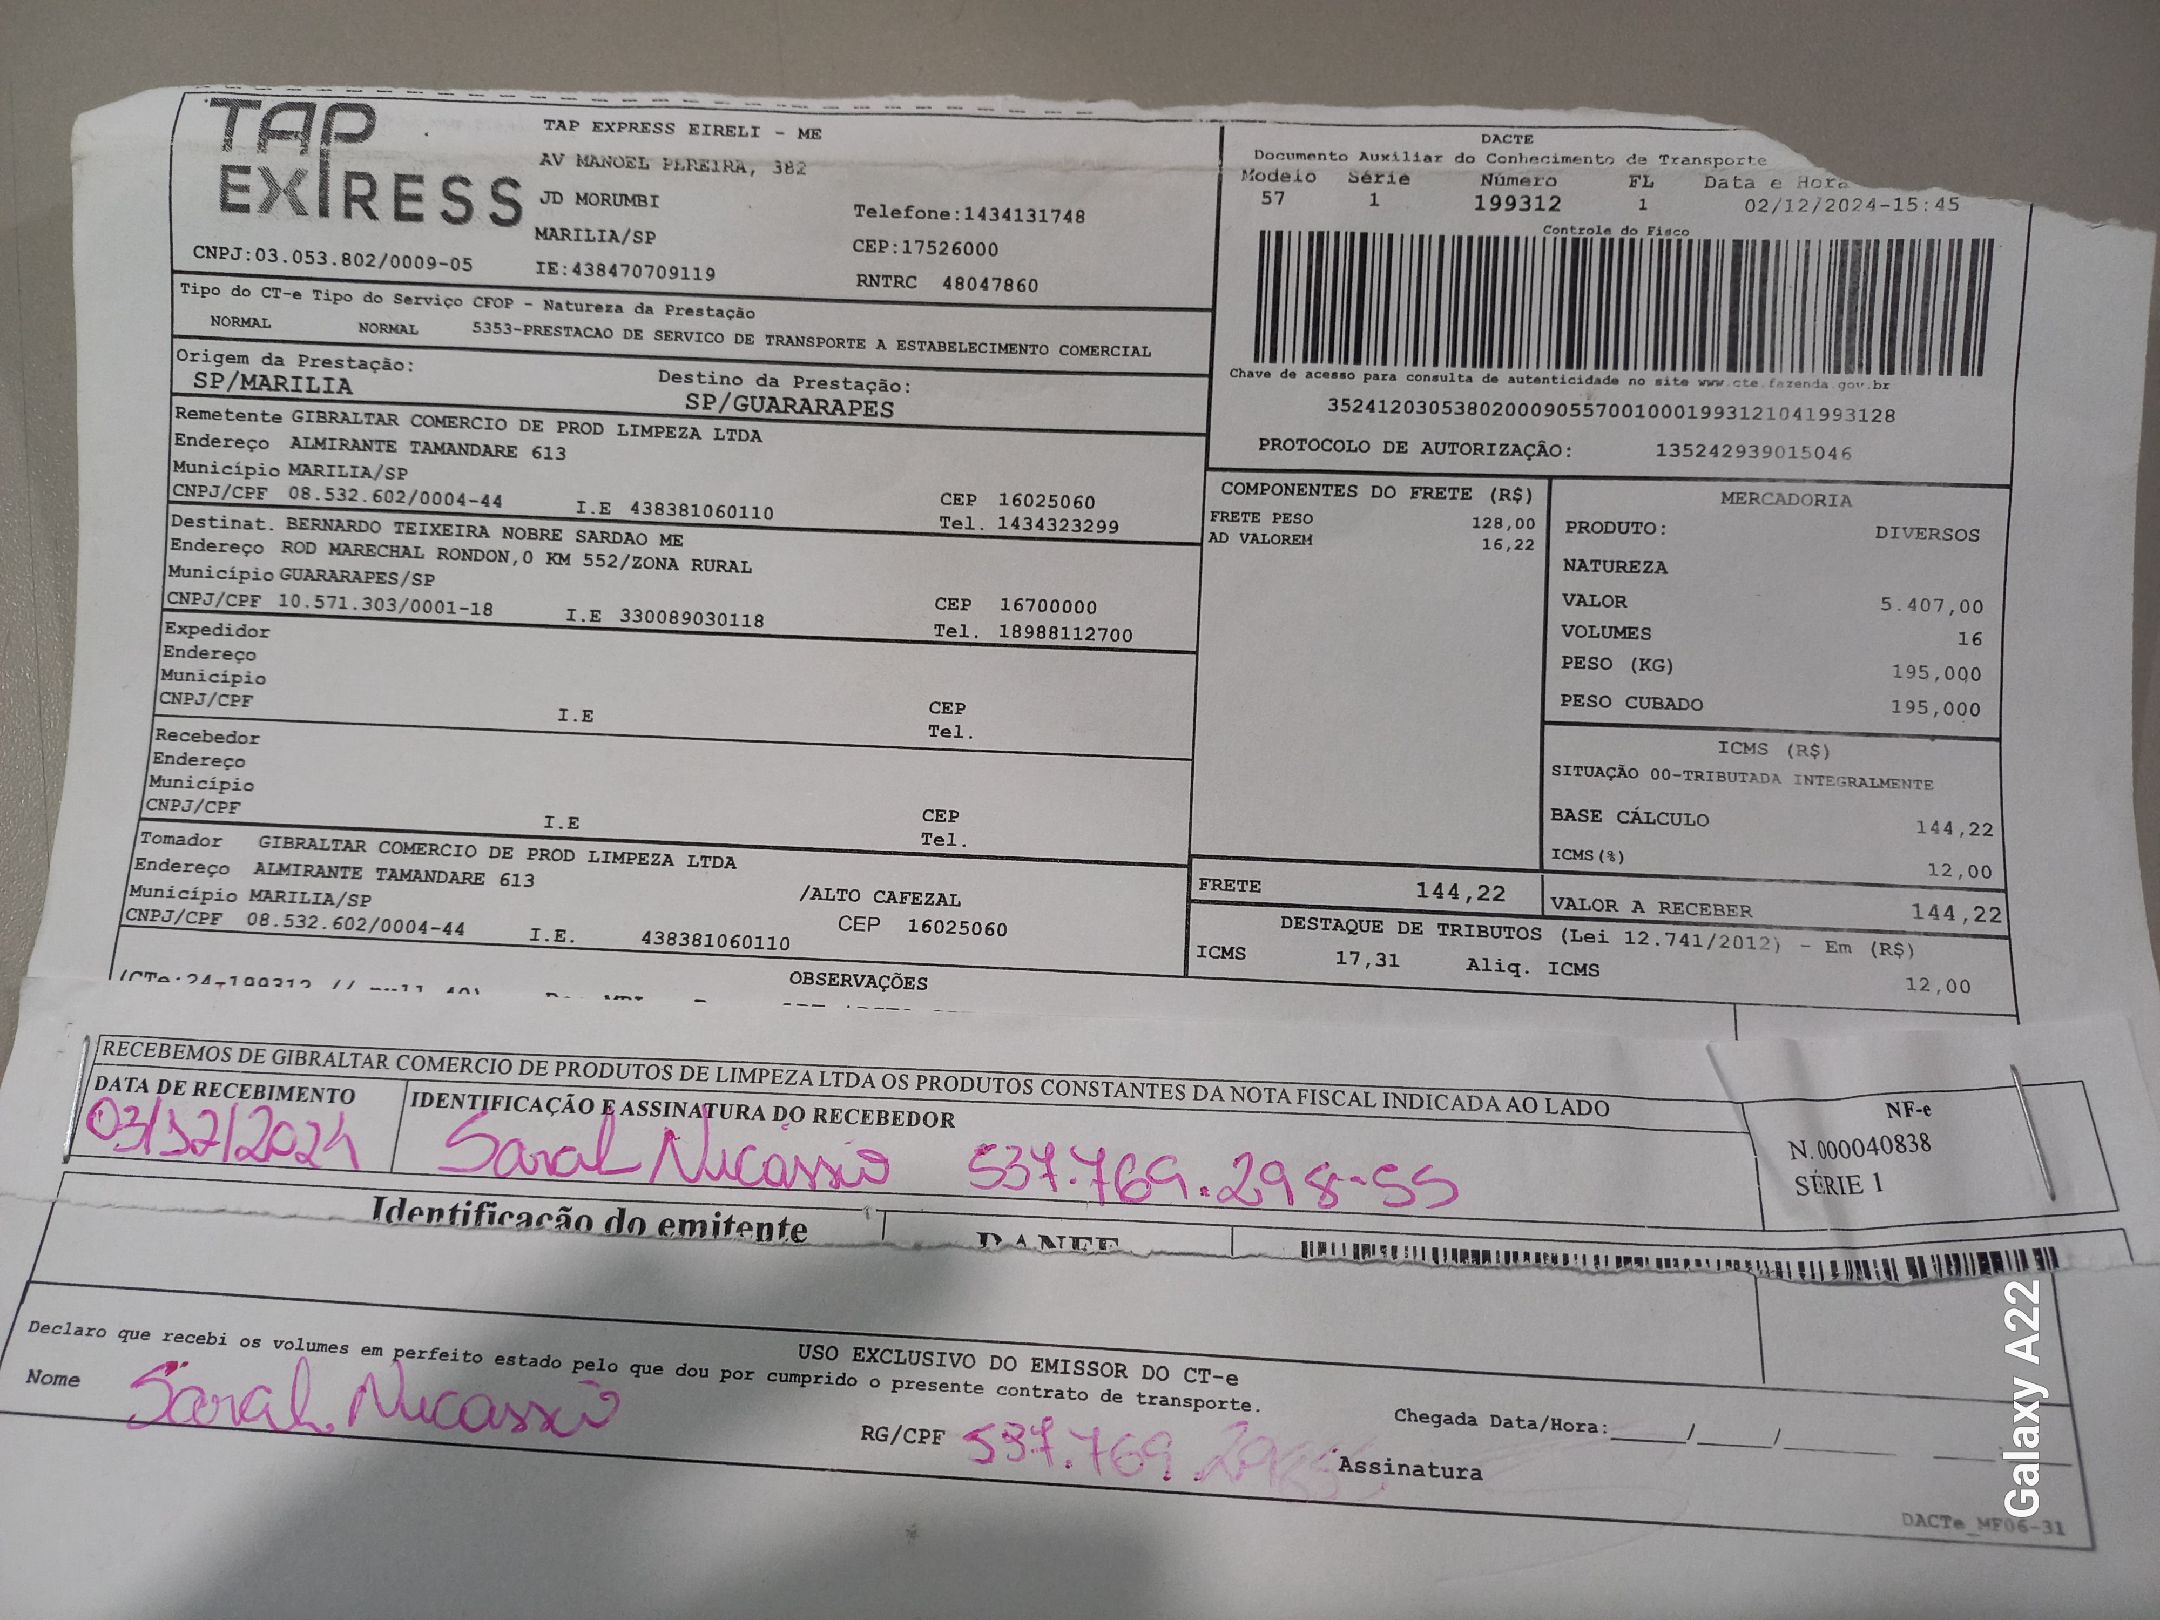 TAP EXPRESS
TAP EXPRESS EIRELI - ME
AV MANOEL PEREIRA, 382
JD MORUMBI
Telefone:1434131748
MARILIA/SP
CEP:17526000
CNPJ:03.053.802/0009-05
IE:438470709119
RNTRC 48047860
DACTE
Documento Auxiliar do Conhecimento de Transporte
Modelo Série Número FL Data e Hora
57 1 199312 1 02/12/2024-15:45
Controle do Fisco
Chave de acesso para consulta de autenticidade no site www.cte.fazenda.gov.br
35241203053802000905570010001993121041993128
PROTOCOLO DE AUTORIZAÇÃO: 135242939015046
Tipo do CT-e Tipo do Serviço CFOP - Natureza da Prestação
NORMAL NORMAL 5353-PRESTACAO DE SERVICO DE TRANSPORTE A ESTABELECIMENTO COMERCIAL
Origem da Prestação: Destino da Prestação:
SP/MARILIA SP/GUARARAPES
Remetente GIBRALTAR COMERCIO DE PROD LIMPEZA LTDA
Endereço ALMIRANTE TAMANDARE 613
Município MARILIA/SP CEP 16025060
CNPJ/CPF 08.532.602/0004-44 I.E 438381060110 Tel. 1434323299
Destinat. BERNARDO TEIXEIRA NOBRE SARDAO ME
Endereço ROD MARECHAL RONDON,0 KM 552/ZONA RURAL
Município GUARARAPES/SP CEP 16700000
CNPJ/CPF 10.571.303/0001-18 I.E 330089030118 Tel. 18988112700
Expedidor
Endereço
Município CEP
CNPJ/CPF I.E Tel.
Recebedor
Endereço
Município CEP
CNPJ/CPF I.E Tel.
Tomador GIBRALTAR COMERCIO DE PROD LIMPEZA LTDA
Endereço ALMIRANTE TAMANDARE 613 /ALTO CAFEZAL
Município MARILIA/SP CEP 16025060
CNPJ/CPF 08.532.602/0004-44 I.E. 438381060110
COMPONENTES DO FRETE (R$)
FRETE PESO 128,00
AD VALOREM 16,22
MERCADORIA
PRODUTO: DIVERSOS
NATUREZA
VALOR 5.407,00
VOLUMES 16
PESO (KG) 195,000
PESO CUBADO 195,000
ICMS (R$)
SITUAÇÃO 00-TRIBUTADA INTEGRALMENTE
BASE CÁLCULO 144,22
ICMS(%) 12,00
FRETE 144,22 VALOR A RECEBER 144,22
DESTAQUE DE TRIBUTOS (Lei 12.741/2012) - Em (R$)
ICMS 17,31 Aliq. ICMS 12,00
OBSERVAÇÕES
RECEBEMOS DE GIBRALTAR COMERCIO DE PRODUTOS DE LIMPEZA LTDA OS PRODUTOS CONSTANTES DA NOTA FISCAL INDICADA AO LADO
DATA DE RECEBIMENTO IDENTIFICAÇÃO E ASSINATURA DO RECEBEDOR
03/12/2024 Sarah Nicassio 537.769.298-55
NF-e
N.000040838
SÉRIE 1
Identificação do emitente DANFE
USO EXCLUSIVO DO EMISSOR DO CT-e
Declaro que recebi os volumes em perfeito estado pelo que dou por cumprido o presente contrato de transporte.
Nome Sarah Nicassio RG/CPF 537.769. Assinatura
Chegada Data/Hora:____/____/____
DACTe_MF06-31
Galaxy A22